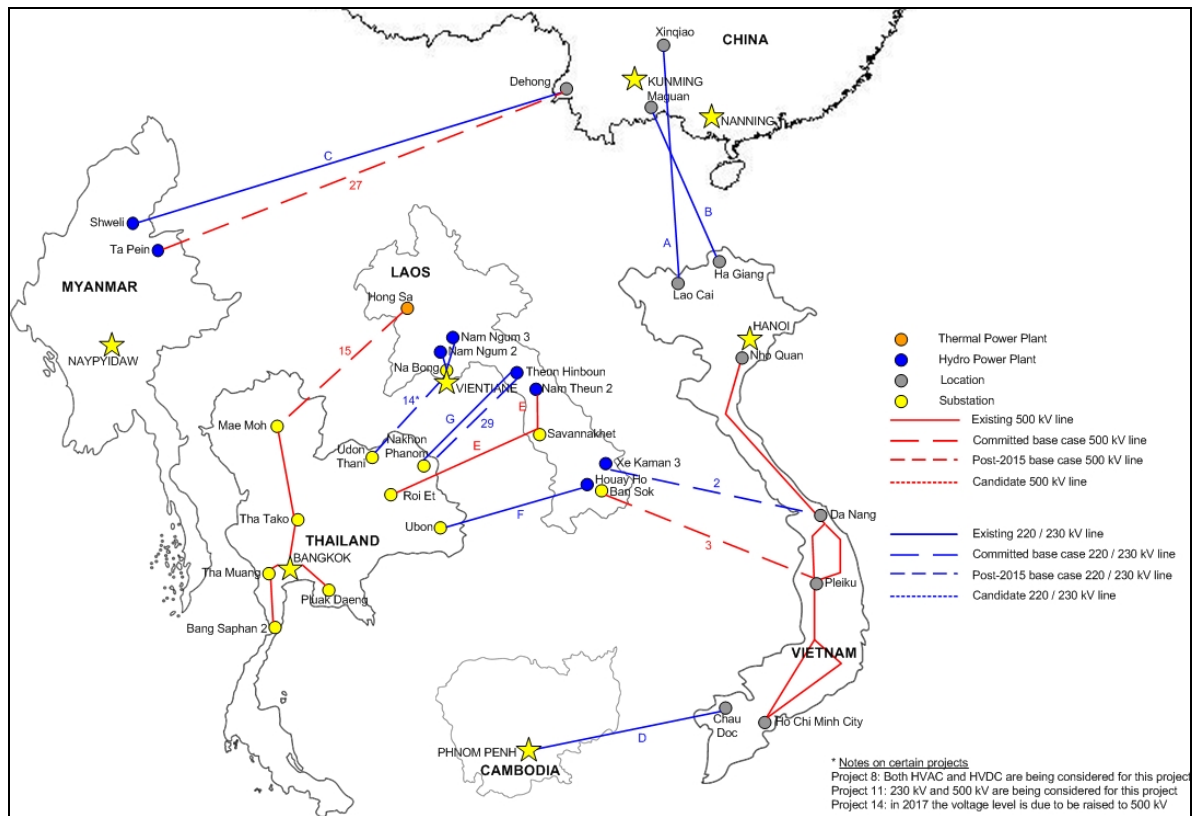 Xinqiao
CHINA
Dehong
KUNMING
Maguan
NANNING
C
27
B
A
Shweli
Ta Pein
MYANMAR
NAYPYIDAW
LAOS
Hong Sa
Ha Giang
Lao Cai
HANOI
Nho Quan
15
Nam Ngum 3
Nam Ngum 2
Na Bong
VIENTIANE
Theun Hinboun
Nam Theun 2
14*
G
29
E
E
Mae Moh
Udon
Thani
Nakhon
Phanom
Savannakhet
Roi Et
Xe Kaman 3
Houay Ho
Ban Sok
2
Da Nang
Tha Tako
Ubon
F
THAILAND
BANGKOK
3
Tha Muang
Pluak Daeng
Pleiku
Bang Saphan 2
VIETNAM
Chau
Doc
Ho Chi Minh City
D
PHNOM PENH
CAMBODIA
Thermal Power Plant
Hydro Power Plant
Location
Substation
Existing 500 kV line
Committed base case 500 kV line
Post-2015 base case 500 kV line
Candidate 500 kV line
Existing 220 / 230 kV line
Committed base case 220 / 230 kV line
Post-2015 base case 220 / 230 kV line
Candidate 220 / 230 kV line
* Notes on certain projects
Project 8: Both HVAC and HVDC are being considered for this project
Project 11: 230 kV and 500 kV are being considered for this project
Project 14: in 2017 the voltage level is due to be raised to 500 kV